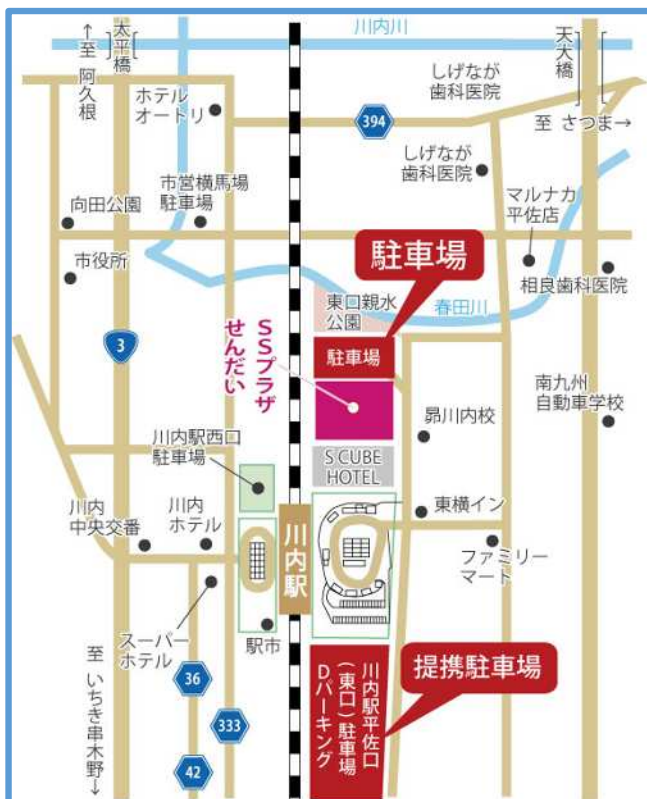 川内川
↑至 阿久根
太平橋
天大橋
しげなが
歯科医院
ホテル
オートリ
394
至 さつま→
しげなが
歯科医院
市営横馬場
駐車場
向田公園
マルナカ
平佐店
駐車場
市役所
相良歯科医院
東口親水
公園
春田川
3
SSプラザ
せんだい
駐車場
南九州
自動車学校
昴川内校
川内駅西口
駐車場
S CUBE
HOTEL
川内
中央交番
川内
ホテル
東横イン
川内駅
ファミリー
マート
スーパー
ホテル
駅市
至 いちき串木野↓
36
333
42
川内駅平佐口
(東口)駐車場
Dパーキング
提携駐車場